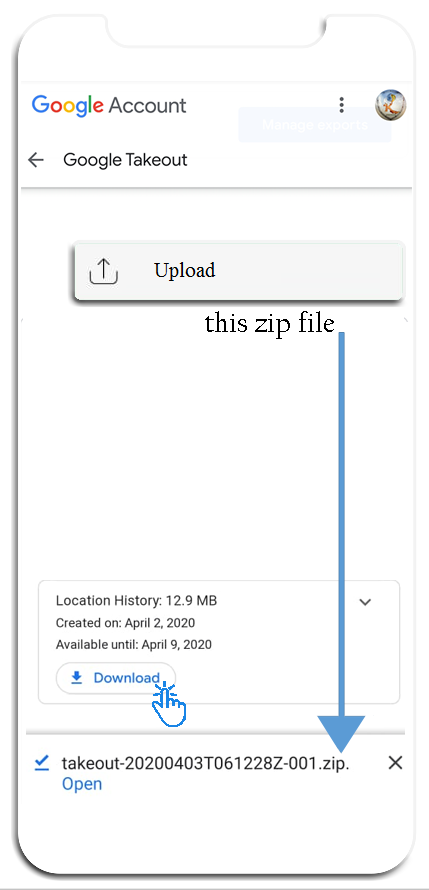 Google Account
Manage exports
Google Takeout
Upload
this zip file
Location History: 12.9 MB
Created on: April 2, 2020
Available until: April 9, 2020
Download
takeout-20200403T061228Z-001.zip.
Open